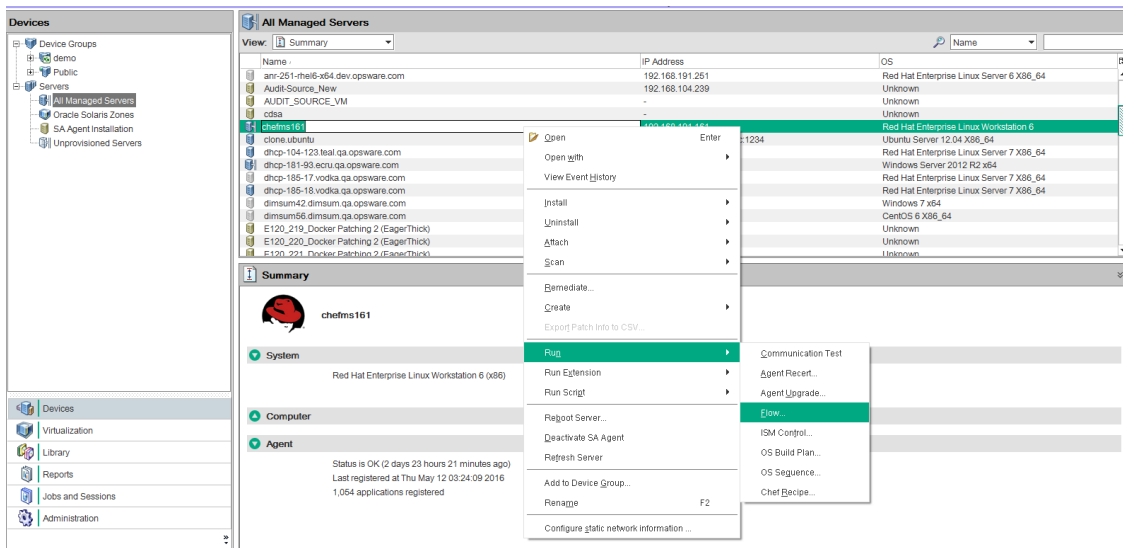 Devices
Device Groups
demo
Public
Servers
All Managed Servers
Oracle Solaris Zones
SA Agent Installation
Unprovisioned Servers
Devices
Virtualization
Library
Reports
Jobs and Sessions
Administration
»
All Managed Servers
View: Summary Name
Name IP Address OS
anr-251-rhel6-x64.dev.opsware.com 192.168.191.251 Red Hat Enterprise Linux Server 6 X86_64
Audit-Source_New 192.168.104.239 Unknown
AUDIT_SOURCE_VM - Unknown
cdsa - Unknown
chefms161 Red Hat Enterprise Linux Workstation 6
clone.ubuntu :1234 Ubuntu Server 12.04 X86_64
dhcp-104-123.teal.qa.opsware.com Red Hat Enterprise Linux Server 7 X86_64
dhcp-181-93.ecru.qa.opsware.com Windows Server 2012 R2 x64
dhcp-185-17.vodka.qa.opsware.com Red Hat Enterprise Linux Server 7 X86_64
dhcp-185-18.vodka.qa.opsware.com Red Hat Enterprise Linux Server 7 X86_64
dimsum42.dimsum.qa.opsware.com Windows 7 x64
dimsum56.dimsum.qa.opsware.com CentOS 6 X86_64
E120_219_Docker Patching 2 (EagerThick) Unknown
E120_220_Docker Patching 2 (EagerThick) Unknown
E120_221_Docker Patching 2 (EagerThick) Unknown
Summary
chefms161
System
Red Hat Enterprise Linux Workstation 6 (x86)
Computer
Agent
Status is OK (2 days 23 hours 21 minutes ago)
Last registered at Thu May 12 03:24:09 2016
1,054 applications registered
Open Enter
Open with
View Event History
Install
Uninstall
Attach
Scan
Remediate...
Create
Export Patch Info to CSV...
Run
Run Extension
Run Script
Reboot Server...
Deactivate SA Agent
Refresh Server
Add to Device Group...
Rename F2
Configure static network information ...
Communication Test
Agent Recert...
Agent Upgrade...
Flow...
ISM Control...
OS Build Plan...
OS Sequence...
Chef Recipe...